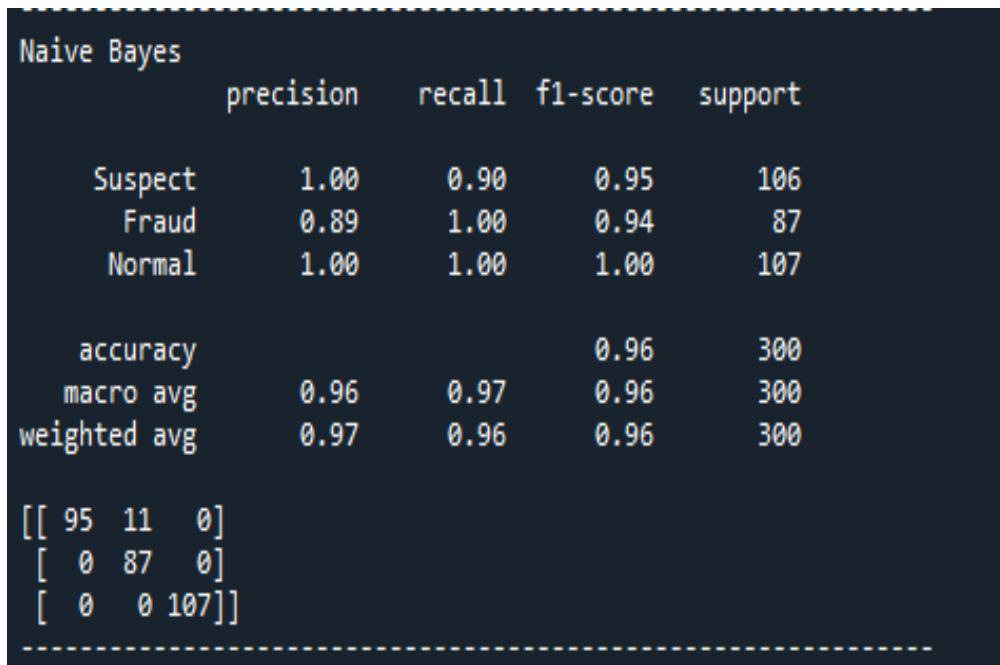 Naive Bayes
precision recall f1-score support
Suspect 1.00 0.90 0.95 106
Fraud 0.89 1.00 0.94 87
Normal 1.00 1.00 1.00 107
accuracy 0.96 300
macro avg 0.96 0.97 0.96 300
weighted avg 0.97 0.96 0.96 300
[[ 95 11 0]
[ 0 87 0]
[ 0 0 107]]